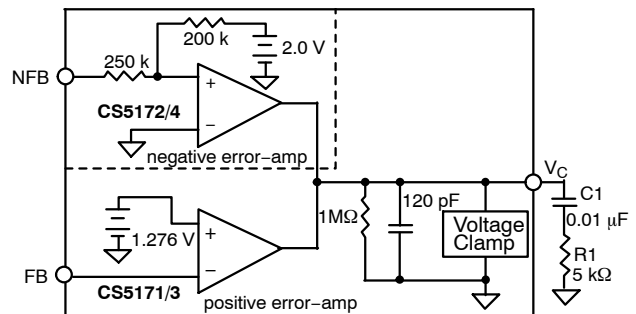 200 k
250 k
2.0 V
NFB
+
CS5172/4
−
negative error−amp
VC
120 pF
C1
1MΩ
Voltage
Clamp
0.01 µF
+
1.276 V
R1
−
5 kΩ
FB
CS5171/3
positive error−amp